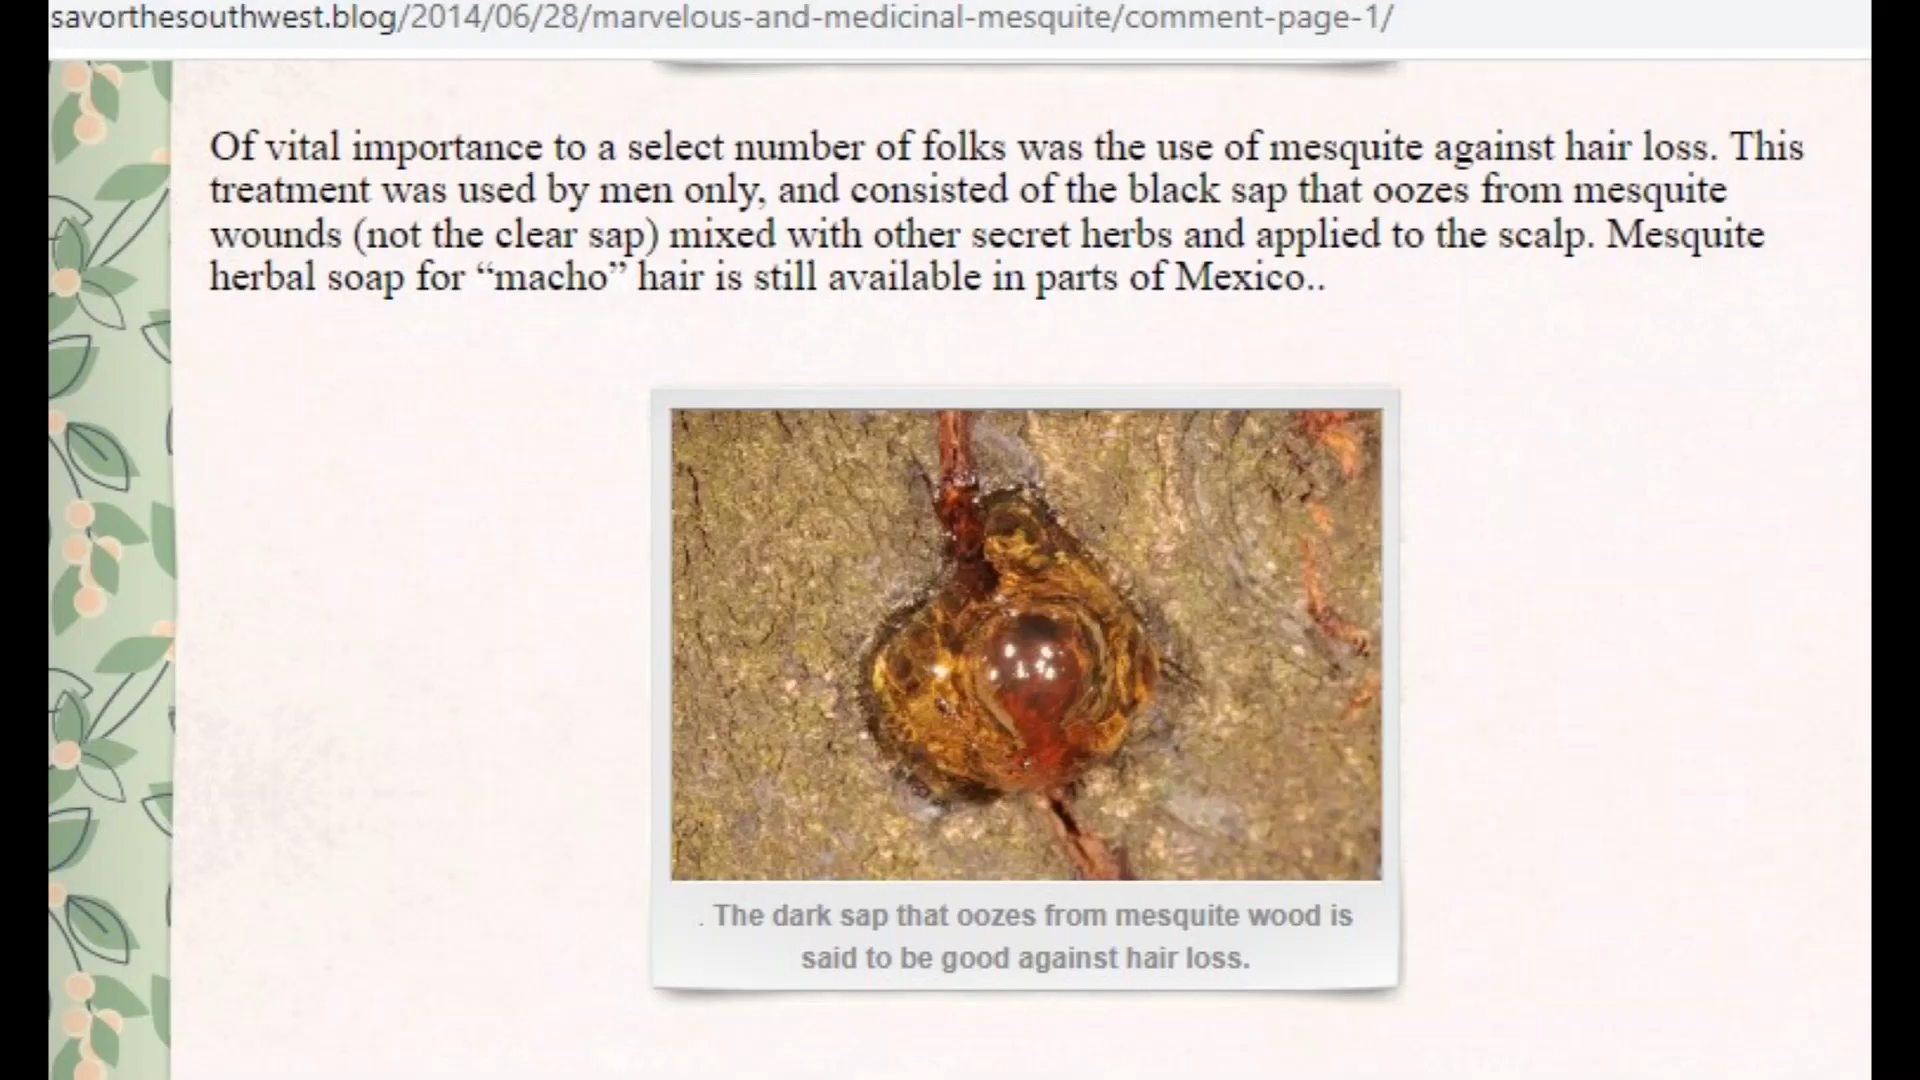 savorthesouthwest.blog/2014/06/28/marvelous-and-medicinal-mesquite/comment-page-1/
Of vital importance to a select number of folks was the use of mesquite against hair loss. This
treatment was used by men only, and consisted of the black sap that oozes from mesquite
wounds (not the clear sap) mixed with other secret herbs and applied to the scalp. Mesquite
herbal soap for “macho” hair is still available in parts of Mexico..
. The dark sap that oozes from mesquite wood is
said to be good against hair loss.